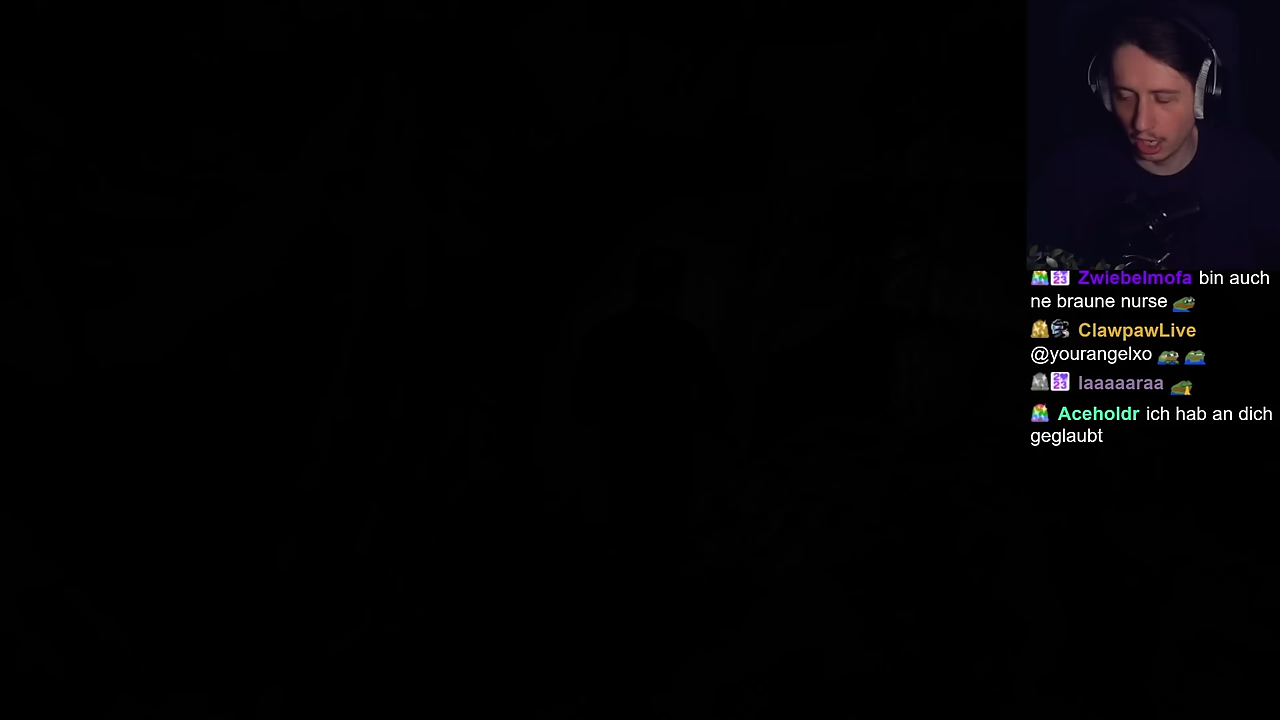 Zwiebelmofa bin auch
ne braune nurse
ClawpawLive
@yourangelxo
laaaaaraa
Aceholdr ich hab an dich
geglaubt